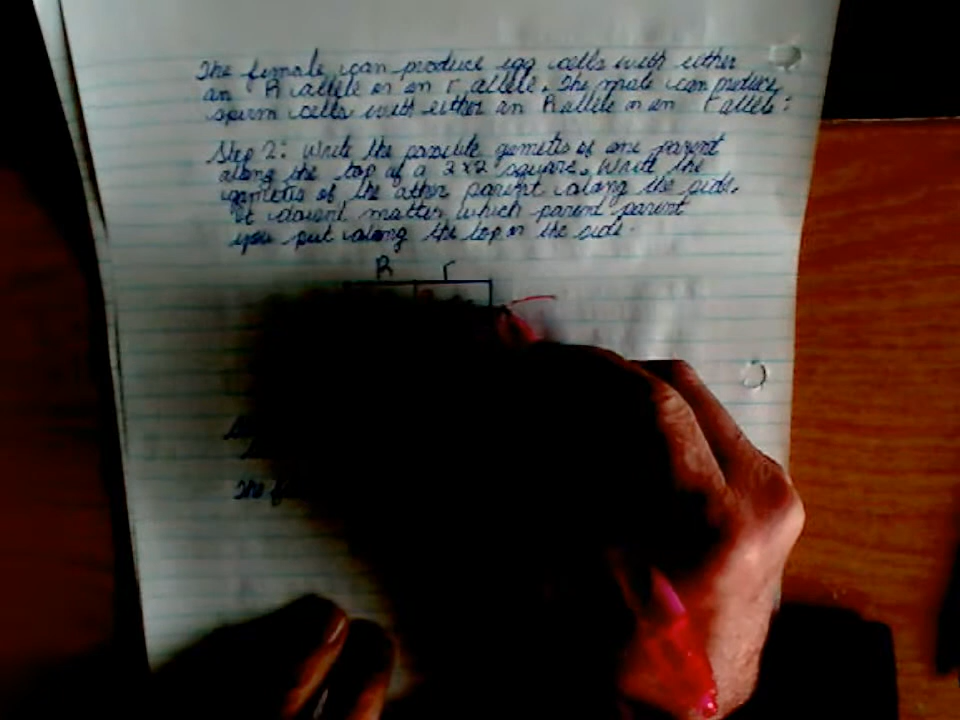 The female can produce egg cells with either
an R allele or an r allele. The male can produce
sperm cells with either an R allele or an r allele.
Step 2: Write the possible gametes of one parent
along the top of a 2x2 square. Write the
gametes of the other parent along the side.
It doesn't matter which parent parent
you put along the top or the side.
R r
The